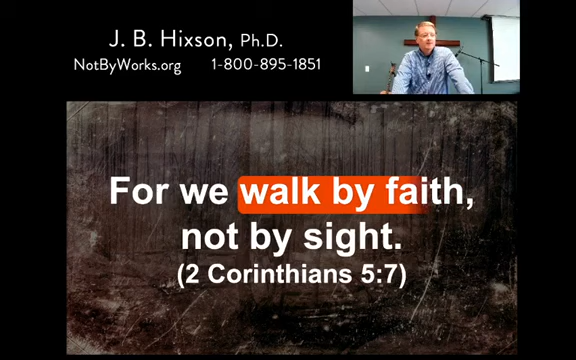 J. B. Hixson, Ph.D.
NotByWorks.org 1-800-895-1851
For we walk by faith,
not by sight.
(2 Corinthians 5:7)